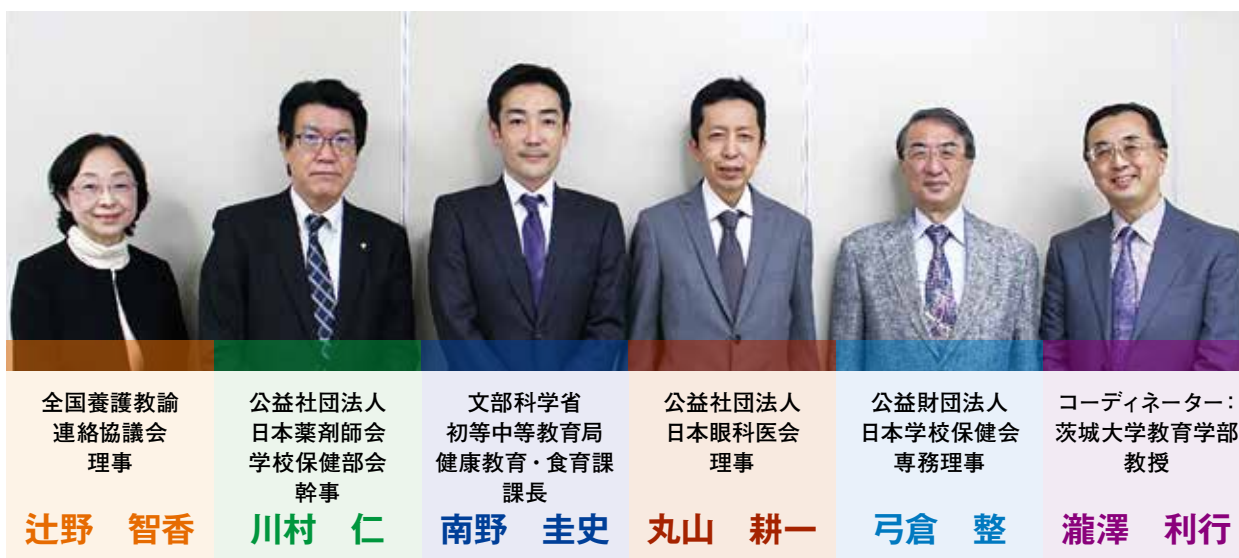 全国養護教諭
連絡協議会
理事
辻野　智香
公益社団法人
日本薬剤師会
学校保健部会
幹事
川村　仁
文部科学省
初等中等教育局
健康教育・食育課
課長
南野　圭史
公益社団法人
日本眼科医会
理事
丸山　耕一
公益財団法人
日本学校保健会
専務理事
弓倉　整
コーディネーター：
茨城大学教育学部
教授
瀧澤　利行